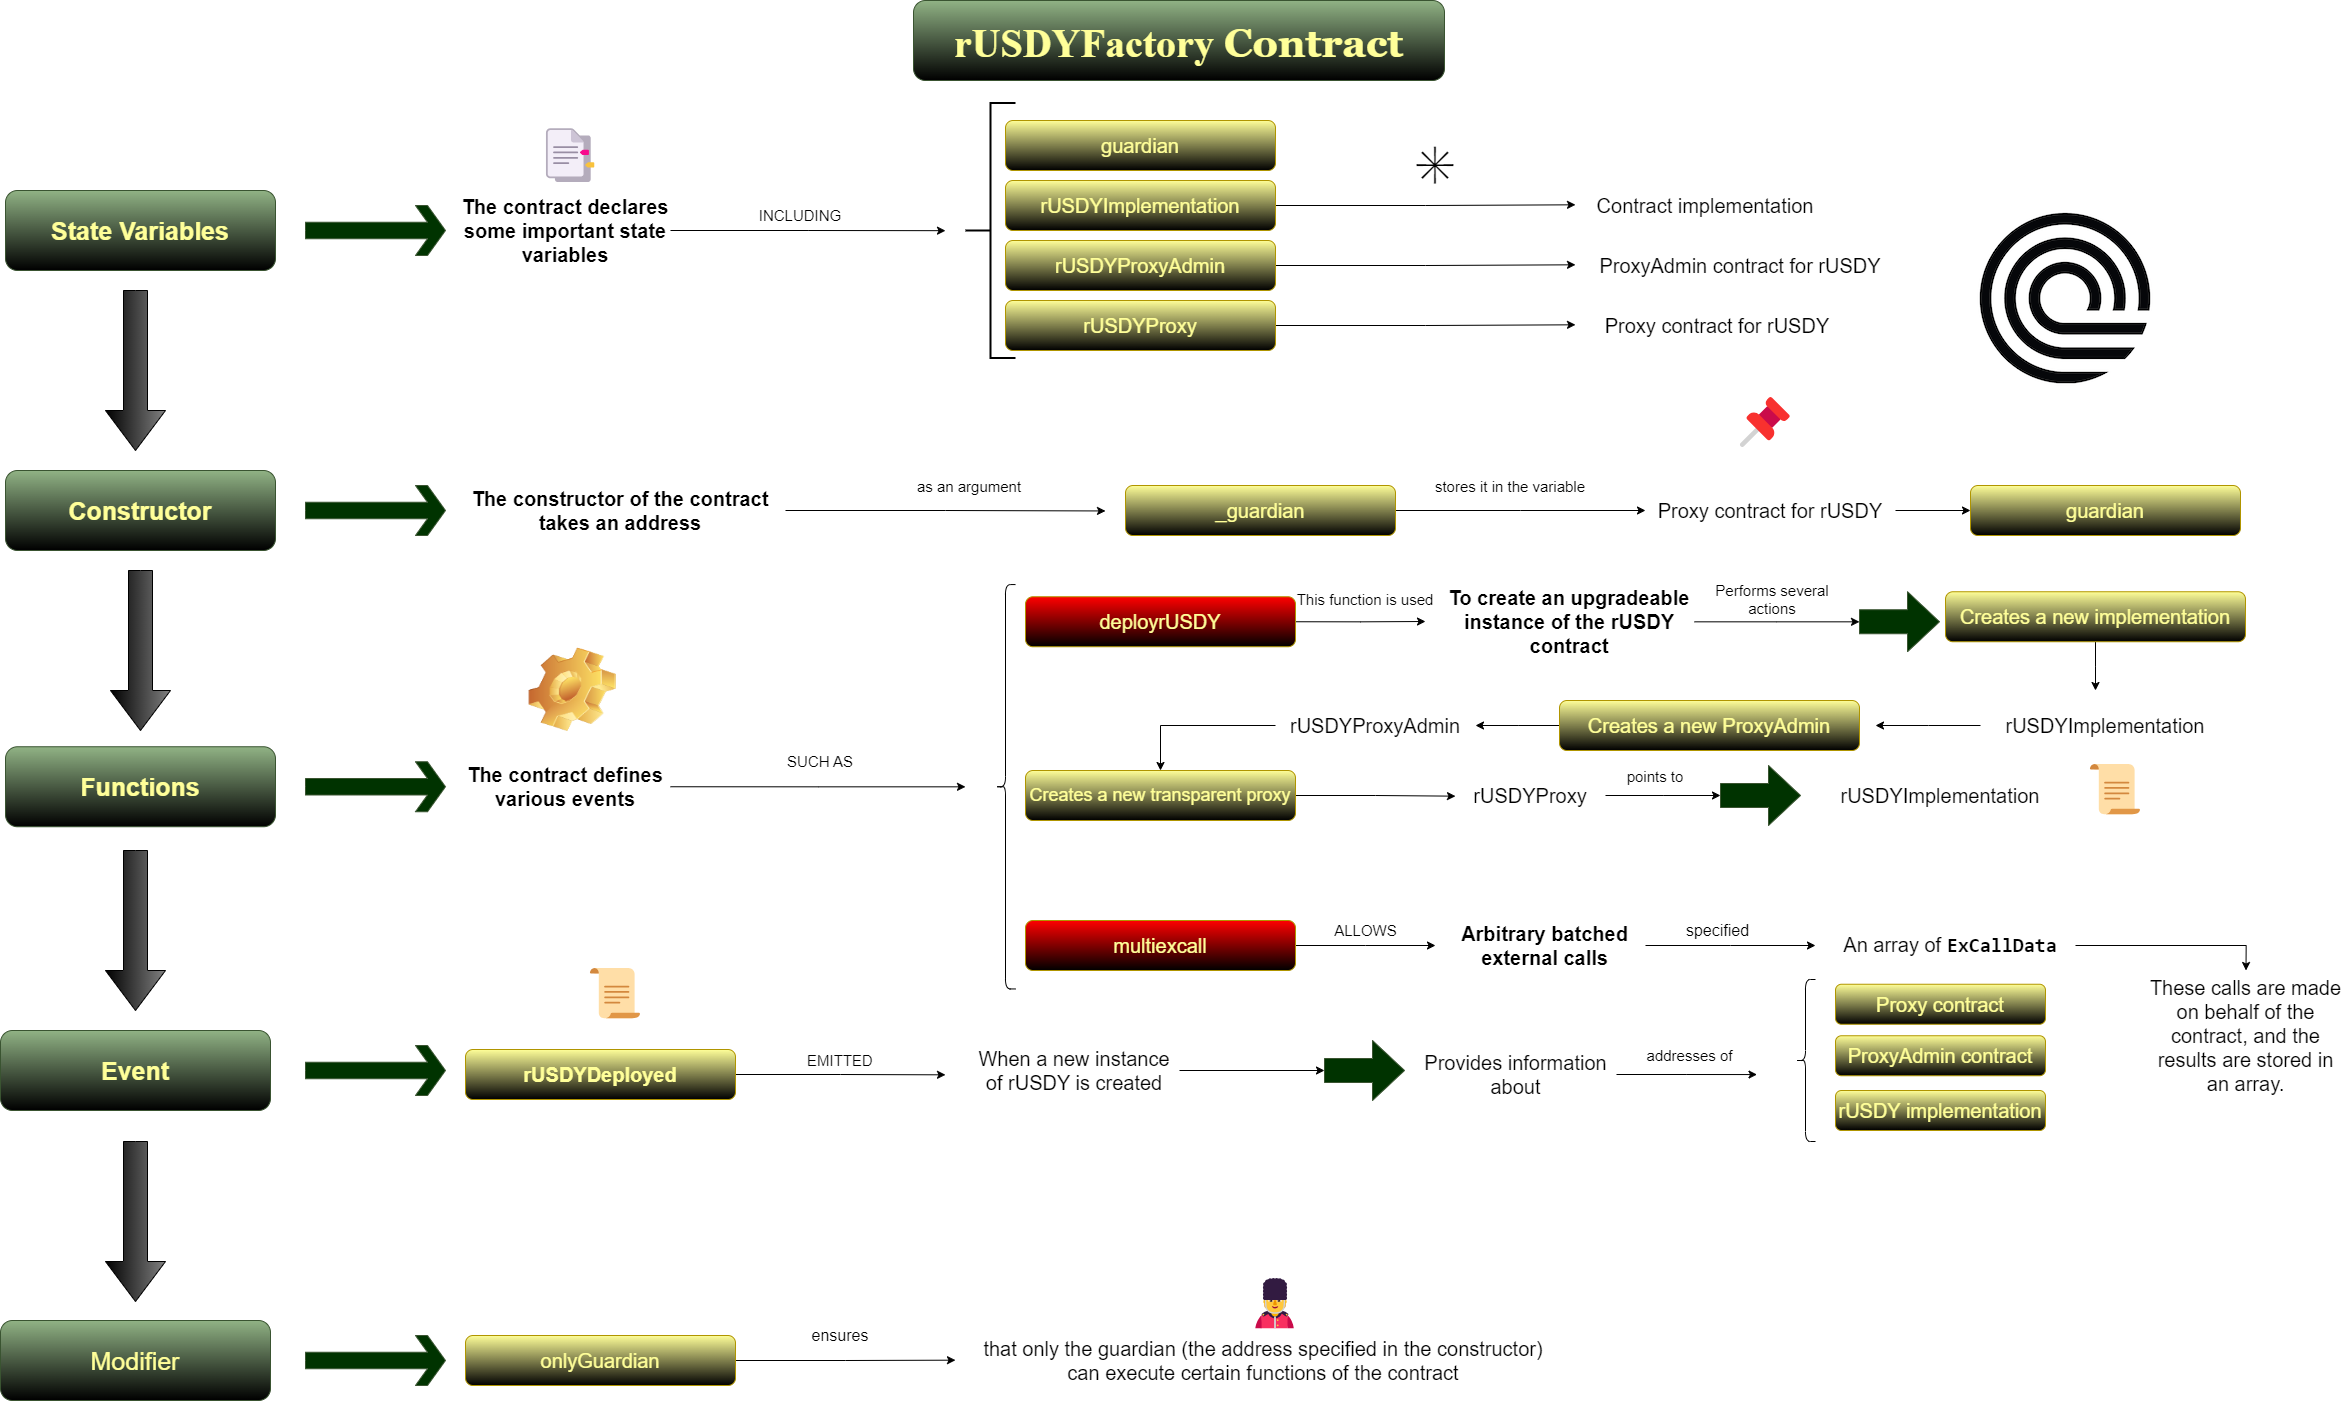 rUSDYFactory Contract
State Variables
The contract declares
some important state
variables
INCLUDING
guardian
rUSDYImplementation
Contract implementation
rUSDYProxyAdmin
ProxyAdmin contract for rUSDY
rUSDYProxy
Proxy contract for rUSDY
Constructor
The constructor of the contract
takes an address
as an argument
_guardian
stores it in the variable
Proxy contract for rUSDY
guardian
Functions
The contract defines
various events
SUCH AS
deployrUSDY
This function is used
To create an upgradeable
instance of the rUSDY
contract
Performs several
actions
Creates a new implementation
rUSDYImplementation
Creates a new ProxyAdmin
rUSDYProxyAdmin
Creates a new transparent proxy
rUSDYProxy
points to
rUSDYImplementation
multiexcall
ALLOWS
Arbitrary batched
external calls
specified
An array of ExCallData
These calls are made
on behalf of the
contract, and the
results are stored in
an array.
Event
rUSDYDeployed
EMITTED
When a new instance
of rUSDY is created
Provides information
about
addresses of
Proxy contract
ProxyAdmin contract
rUSDY implementation
Modifier
onlyGuardian
ensures
that only the guardian (the address specified in the constructor)
can execute certain functions of the contract